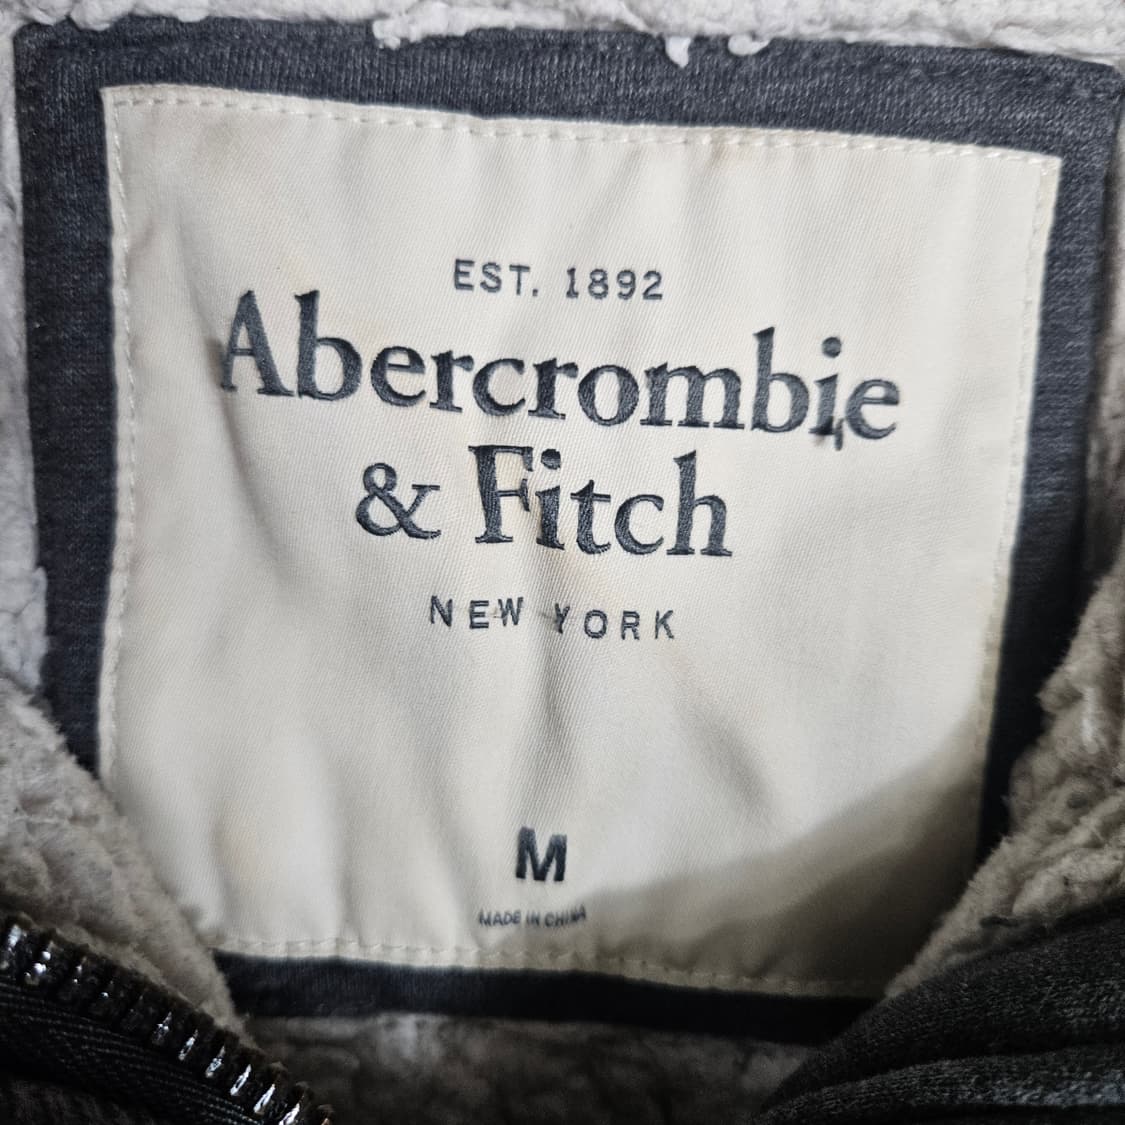 EST. 1892
Abercrombie
& Fitch
NEW YORK
M
MADE IN CHINA